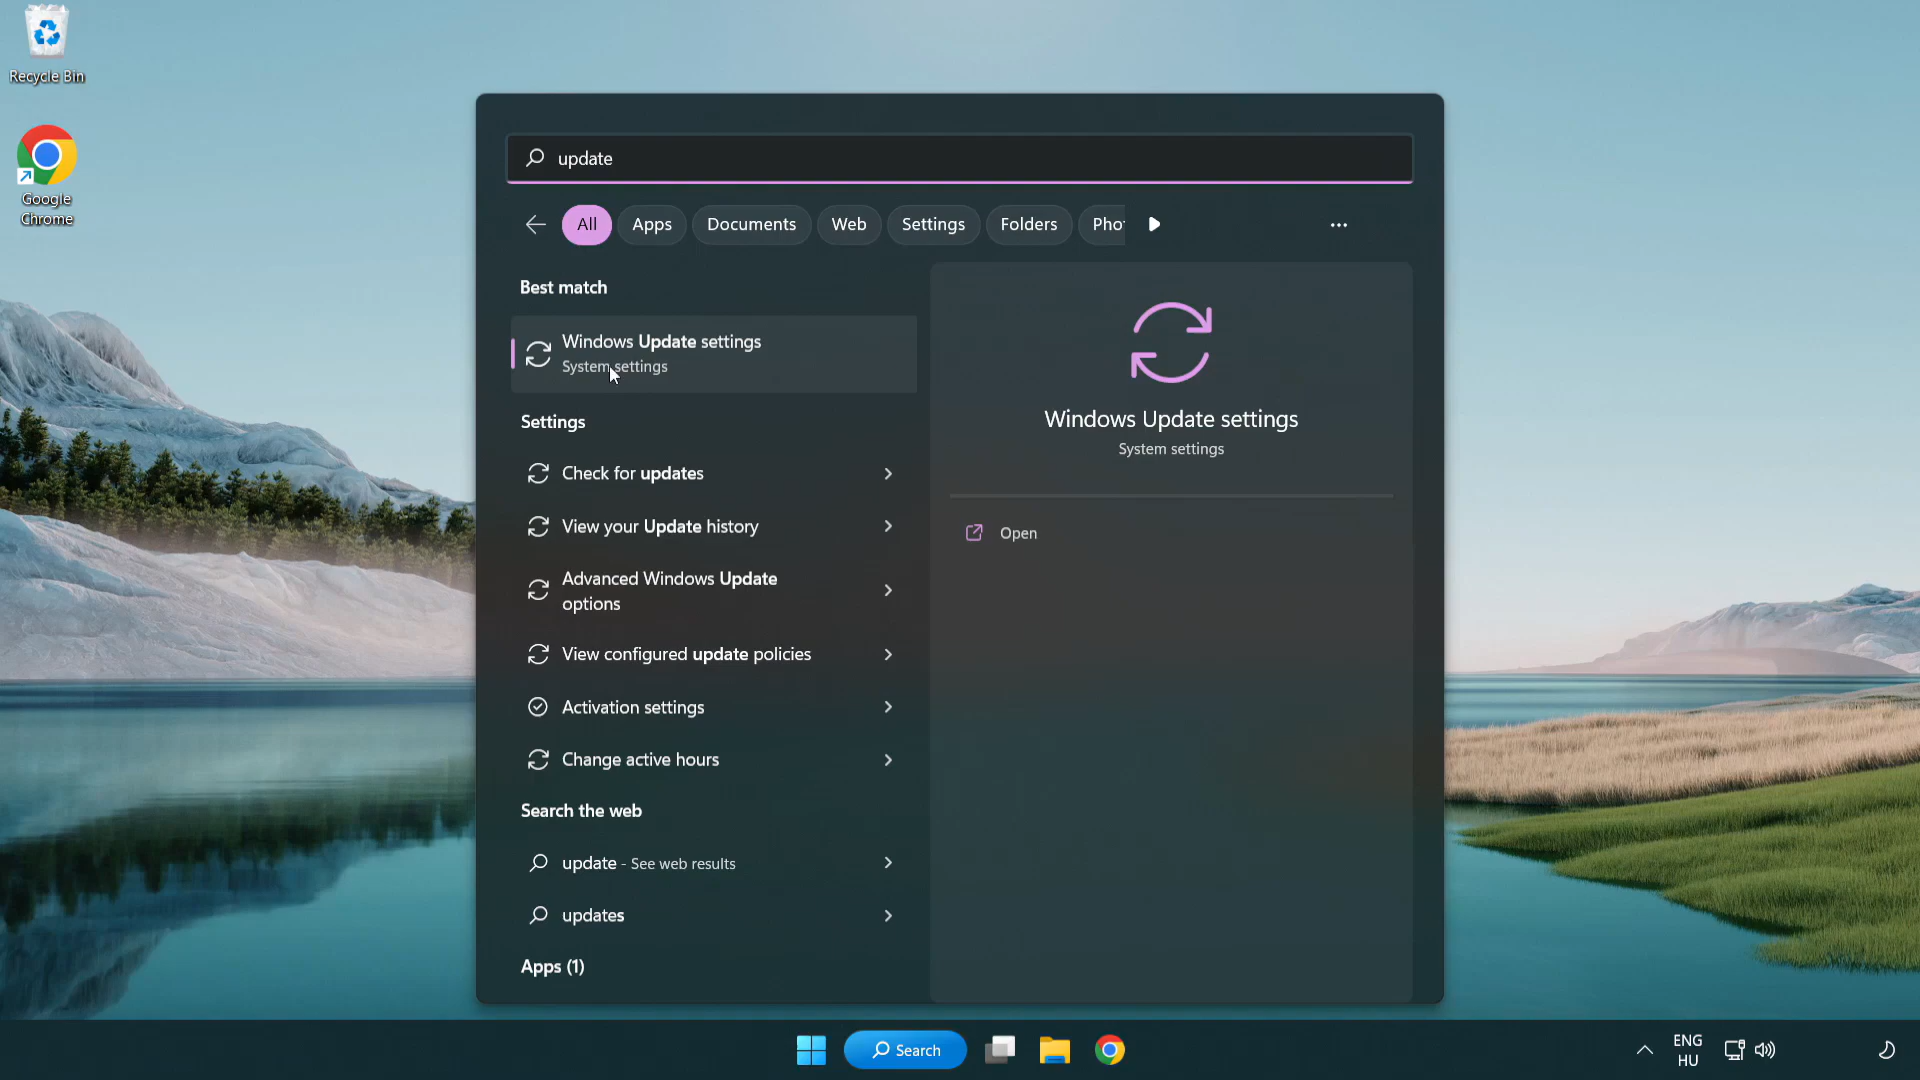 Recycle Bin
Google
Chrome
update
All
Apps
Documents
Web
Settings
Folders
Pho
Best match
Windows Update settings
System settings
Settings
Check for updates
View your Update history
Advanced Windows Update
options
View configured update policies
Activation settings
Change active hours
Search the web
update - See web results
updates
Apps (1)
Windows Update settings
System settings
Open
Search
ENG
HU